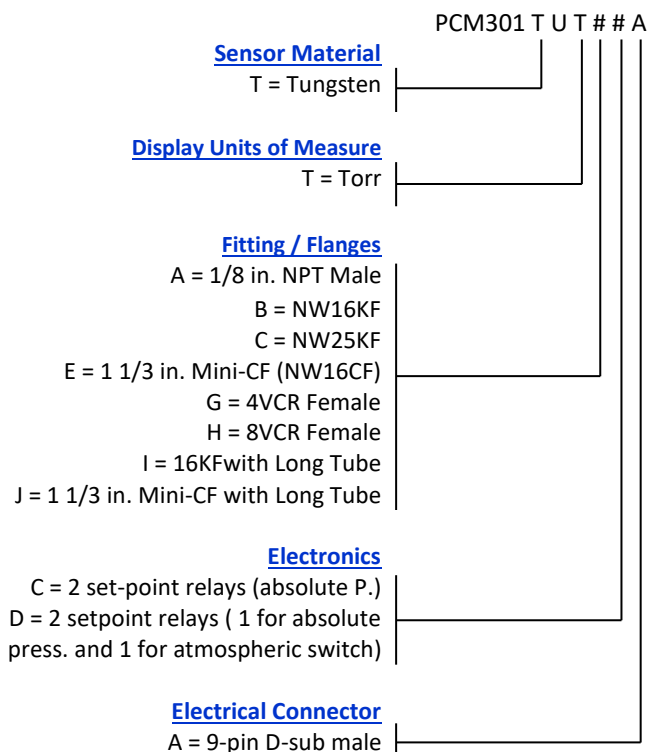 PCM301 T U T # # A
Sensor Material
T = Tungsten
Display Units of Measure
T = Torr
Fitting / Flanges
A = 1/8 in. NPT Male
B = NW16KF
C = NW25KF
E = 1 1/3 in. Mini-CF (NW16CF)
G = 4VCR Female
H = 8VCR Female
I = 16KFwith Long Tube
J = 1 1/3 in. Mini-CF with Long Tube
Electronics
C = 2 set-point relays (absolute P.)
D = 2 setpoint relays ( 1 for absolute
press. and 1 for atmospheric switch)
Electrical Connector
A = 9-pin D-sub male